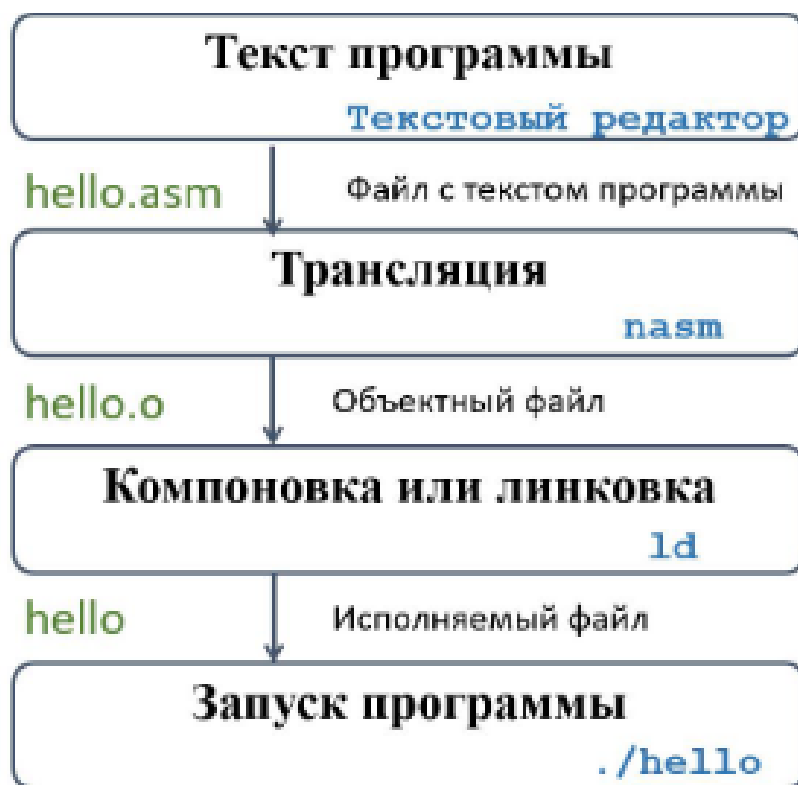 Текст программы
Текстовый редактор
hello.asm Файл с текстом программы
Трансляция
nasm
hello.o Объектный файл
Компоновка или линковка
ld
hello Исполняемый файл
Запуск программы
./hello